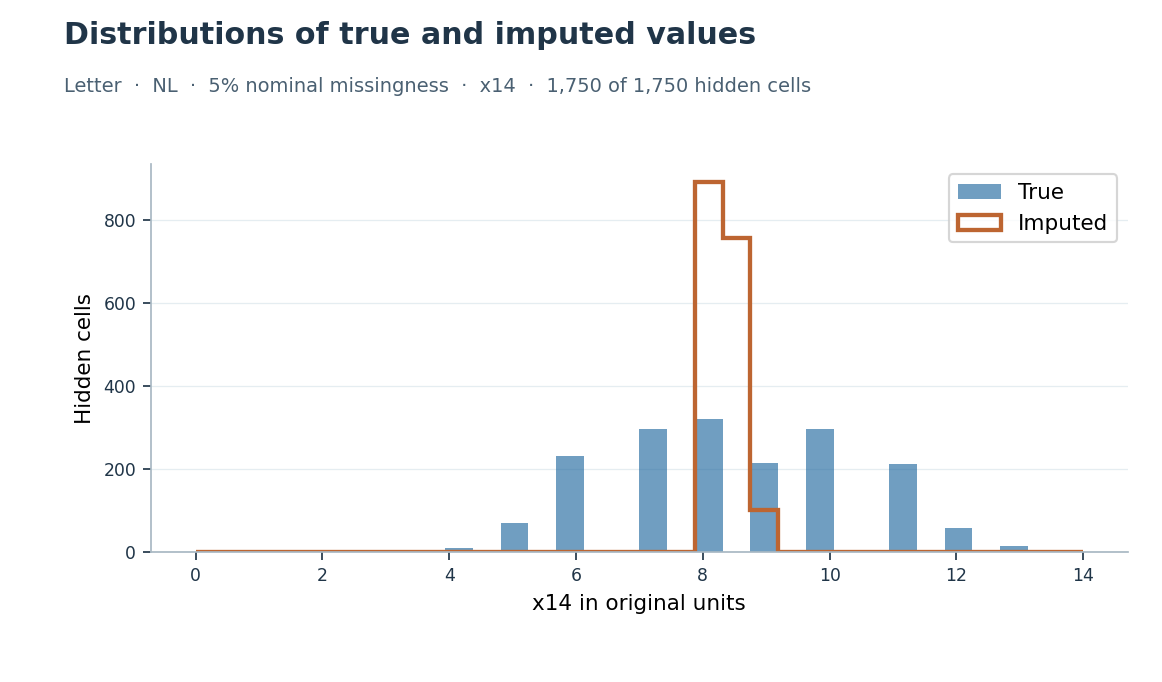 Distributions of true and imputed values
Letter · NL · 5% nominal missingness · x14 · 1,750 of 1,750 hidden cells
True
Imputed
Hidden cells
800
600
400
200
0
0 2 4 6 8 10 12 14
x14 in original units